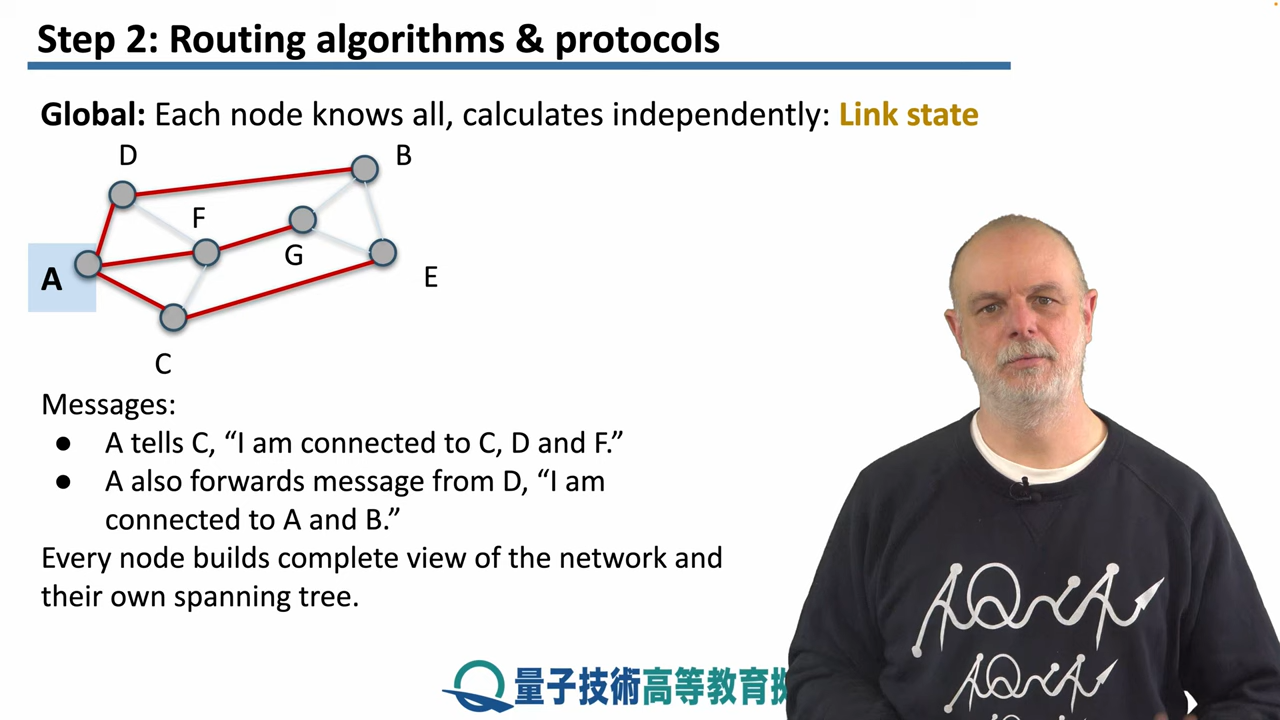 Step 2: Routing algorithms & protocols
Global: Each node knows all, calculates independently: Link state
D
B
F
G
A
E
C
Messages:
● A tells C, “I am connected to C, D and F.”
● A also forwards message from D, “I am
connected to A and B.”
Every node builds complete view of the network and
their own spanning tree.
量子技術高等教育拠